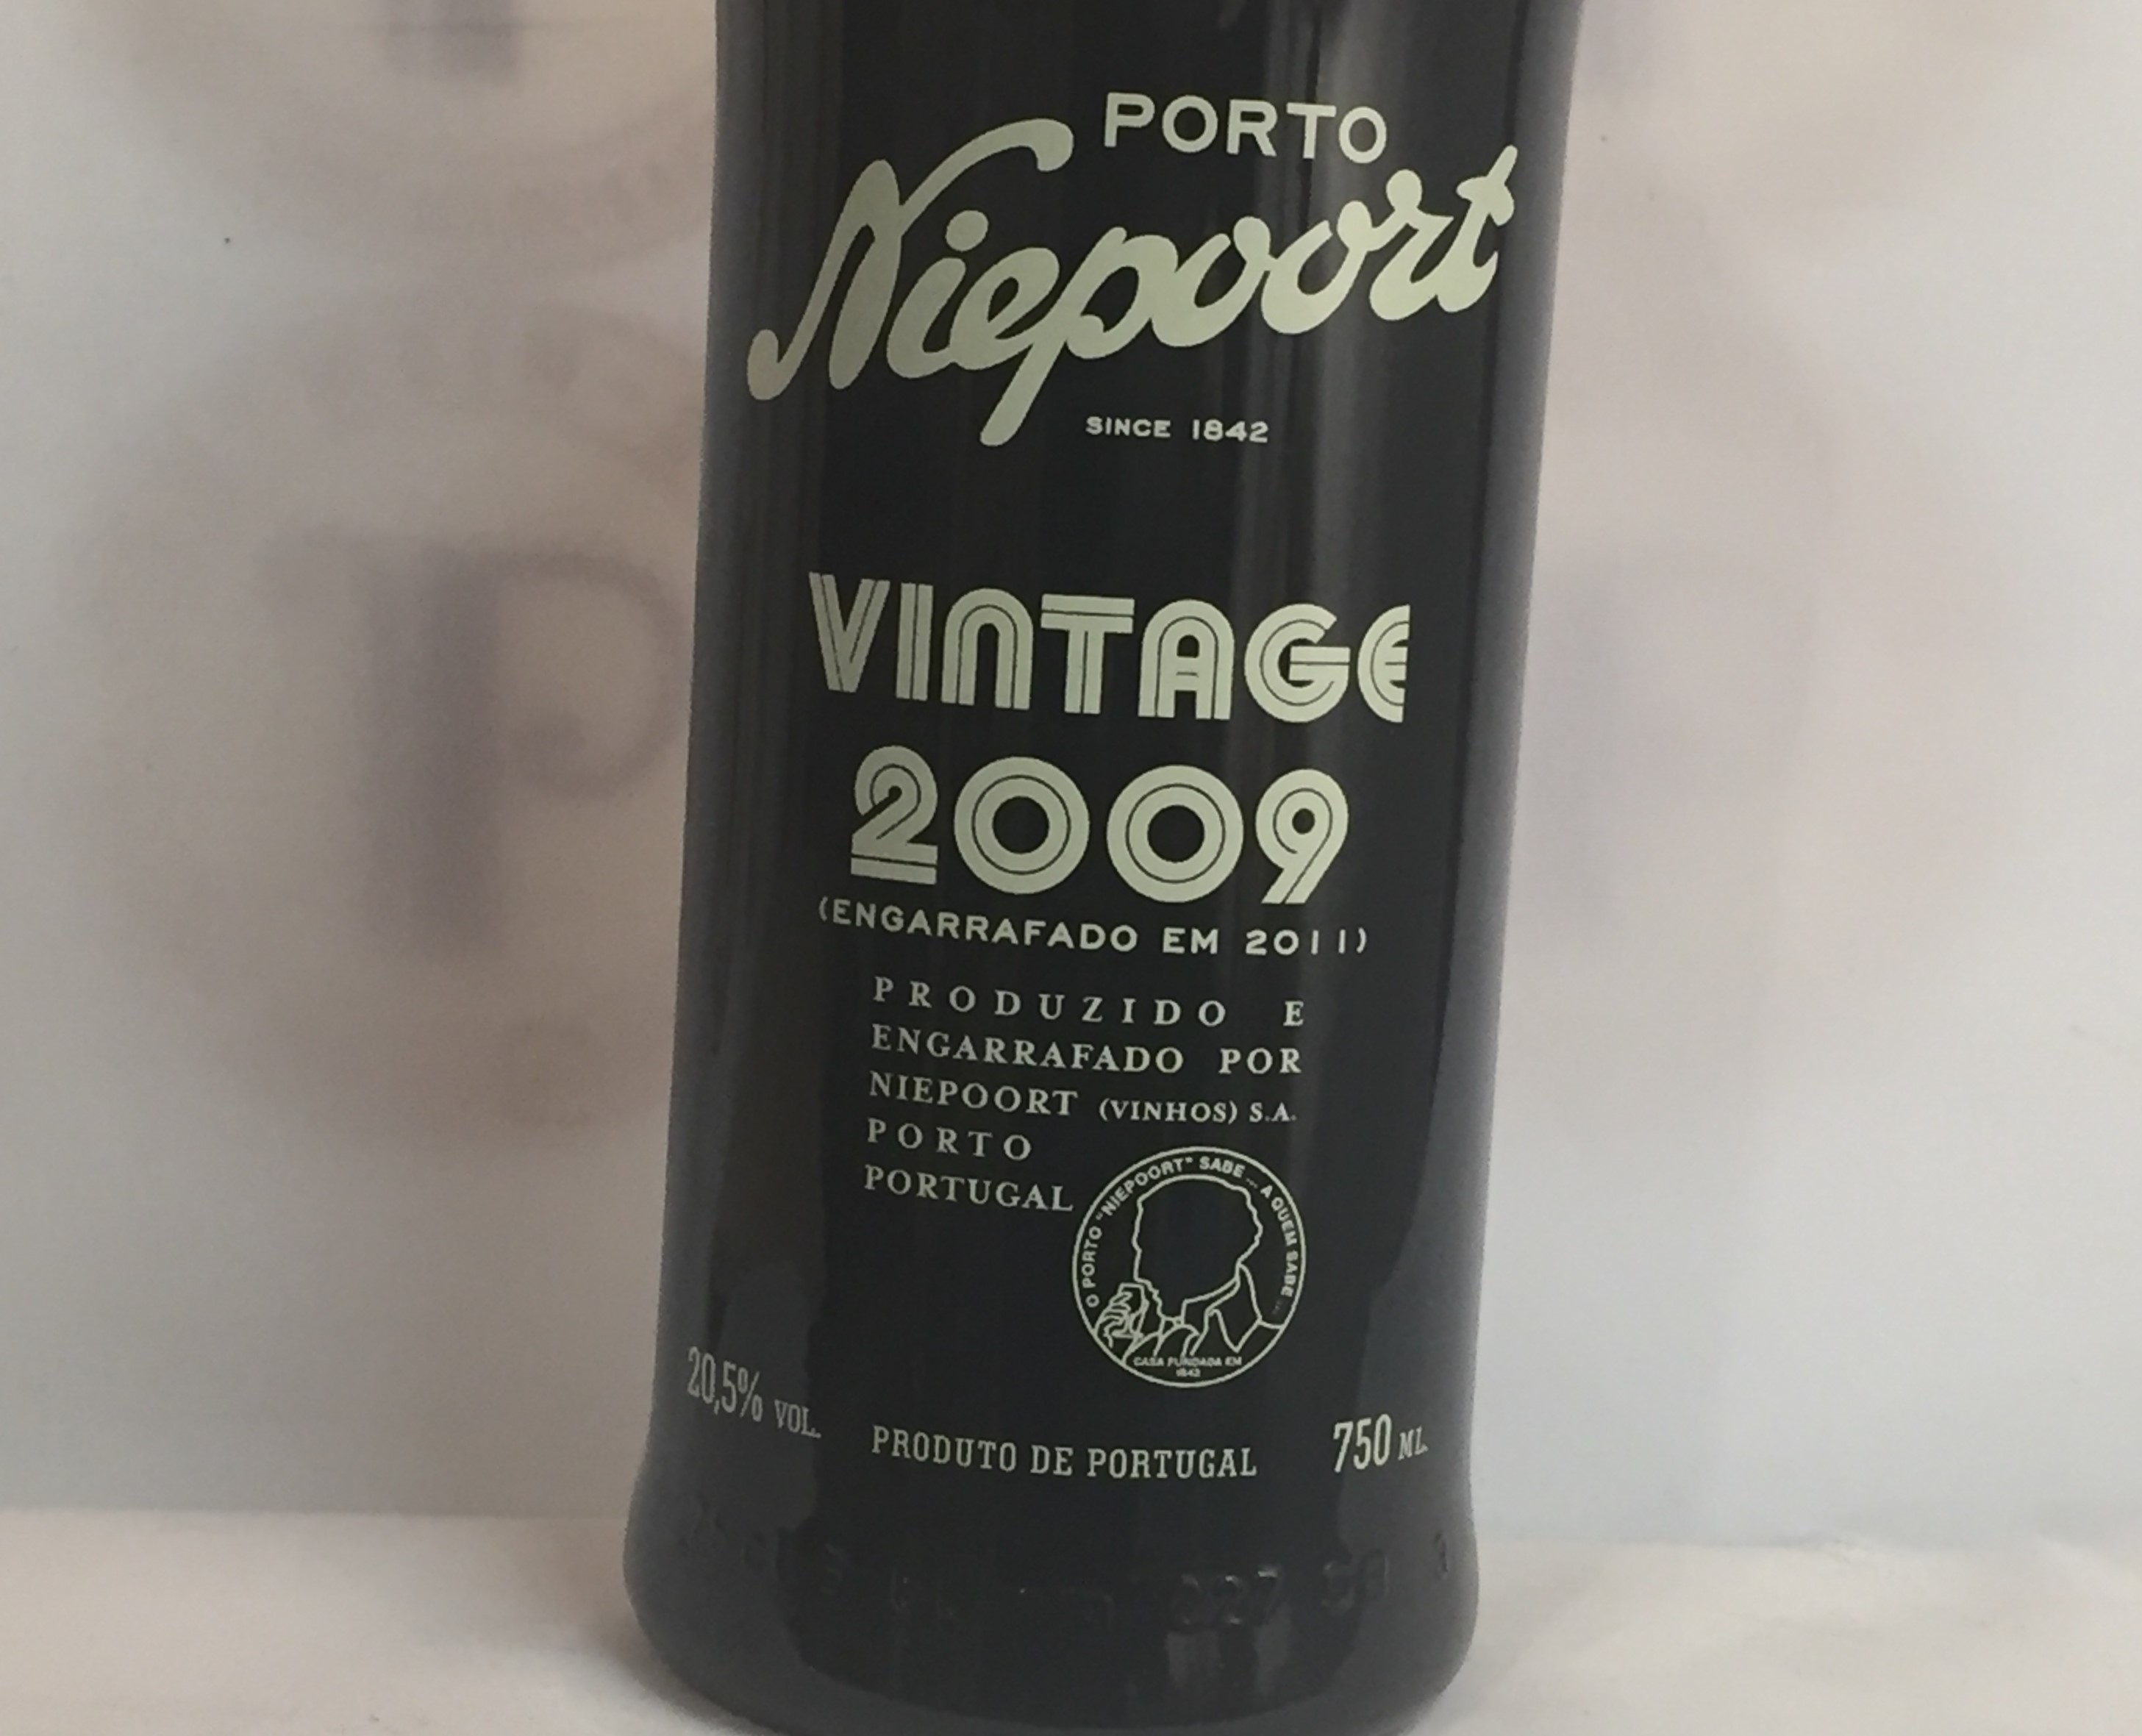 PORTO
Niepoort
SINCE 1842
VINTAGE
2009
(ENGARRAFADO EM 2011)
PRODUZIDO E
ENGARRAFADO POR
NIEPOORT (VINHOS) S.A.
PORTO
PORTUGAL
O PORTO "NIEPOORT" SABE ... A QUEM SABE ...
CASA FUNDADA EM
1842
20,5% VOL.
PRODUTO DE PORTUGAL
750 ML.